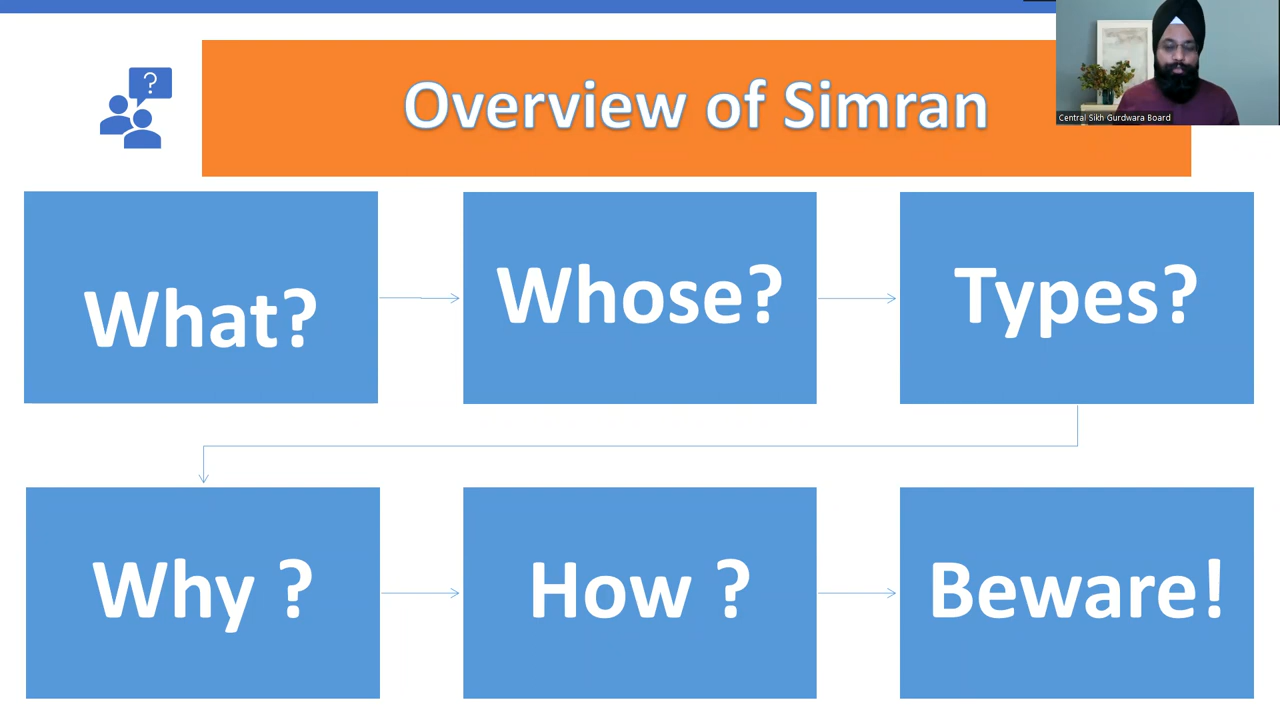 ?
Overview of Simran
Central Sikh Gurdwara Board
What?
Whose?
Types?
Why ?
How ?
Beware!